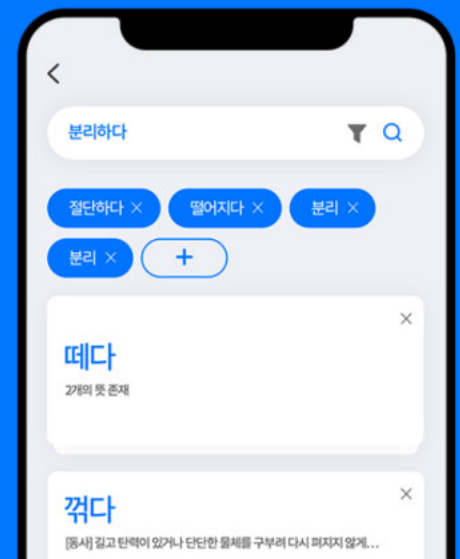 분리하다
절단하다 × 떨어지다 × 분리 ×
분리 × +
떼다
2개의 뜻 존재
꺾다
[동사] 길고 탄력이 있거나 단단한 물체를 구부려 다시 펴지지 않게...